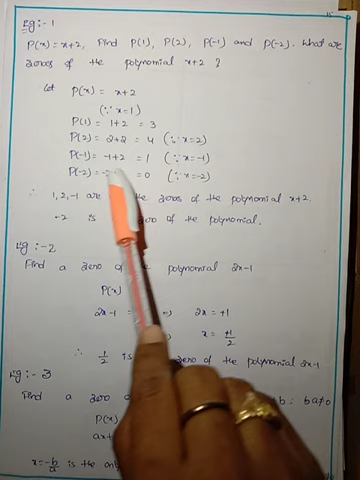 Eg :- 1
P(x) = x+2, Find P(1), P(2), P(-1) and P(-2). What are
zeroes of the polynomial x+2 ?
Let P(x) = x+2
(∵ x=1)
P(1) = 1+2 = 3
P(2) = 2+2 = 4 (∵ x=2)
P(-1) = -1+2 = 1 (∵ x=-1)
P(-2) = = 0 (∵ x=-2)
∴ 1, 2, -1 are the zeroes of the polynomial x+2.
-2 is zero of the polynomial.
Eg :- 2
Find a zero of the polynomial 2x-1
P(x)
2x-1 = ⇒ 2x = +1
x = +1/2
∴ 1/2 is zero of the polynomial 2x-1
Eg :- 3
Find a zero +b ; a≠0
P(x)
ax+
x = -b/a is the